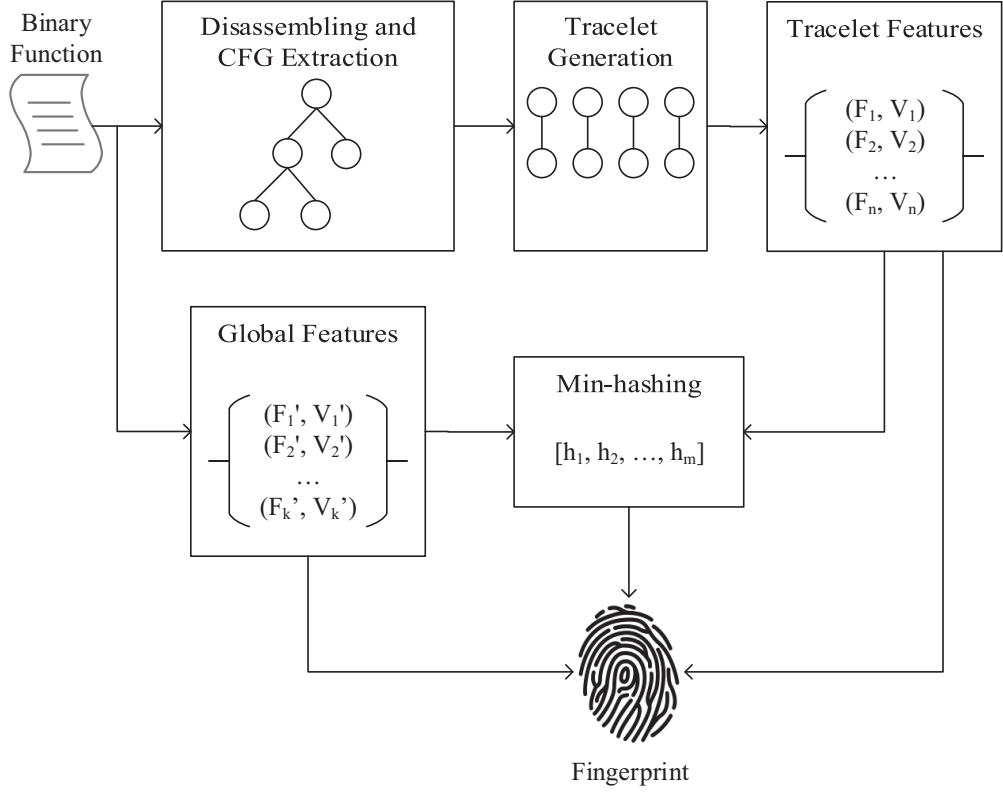 Binary
Function
Disassembling and
CFG Extraction
Tracelet
Generation
Tracelet Features
(F₁, V₁)
(F₂, V₂)
…
(Fₙ, Vₙ)
Global Features
(F₁', V₁')
(F₂', V₂')
…
(Fₖ’, Vₖ’)
Min-hashing
[h₁, h₂, …, hₘ]
Fingerprint